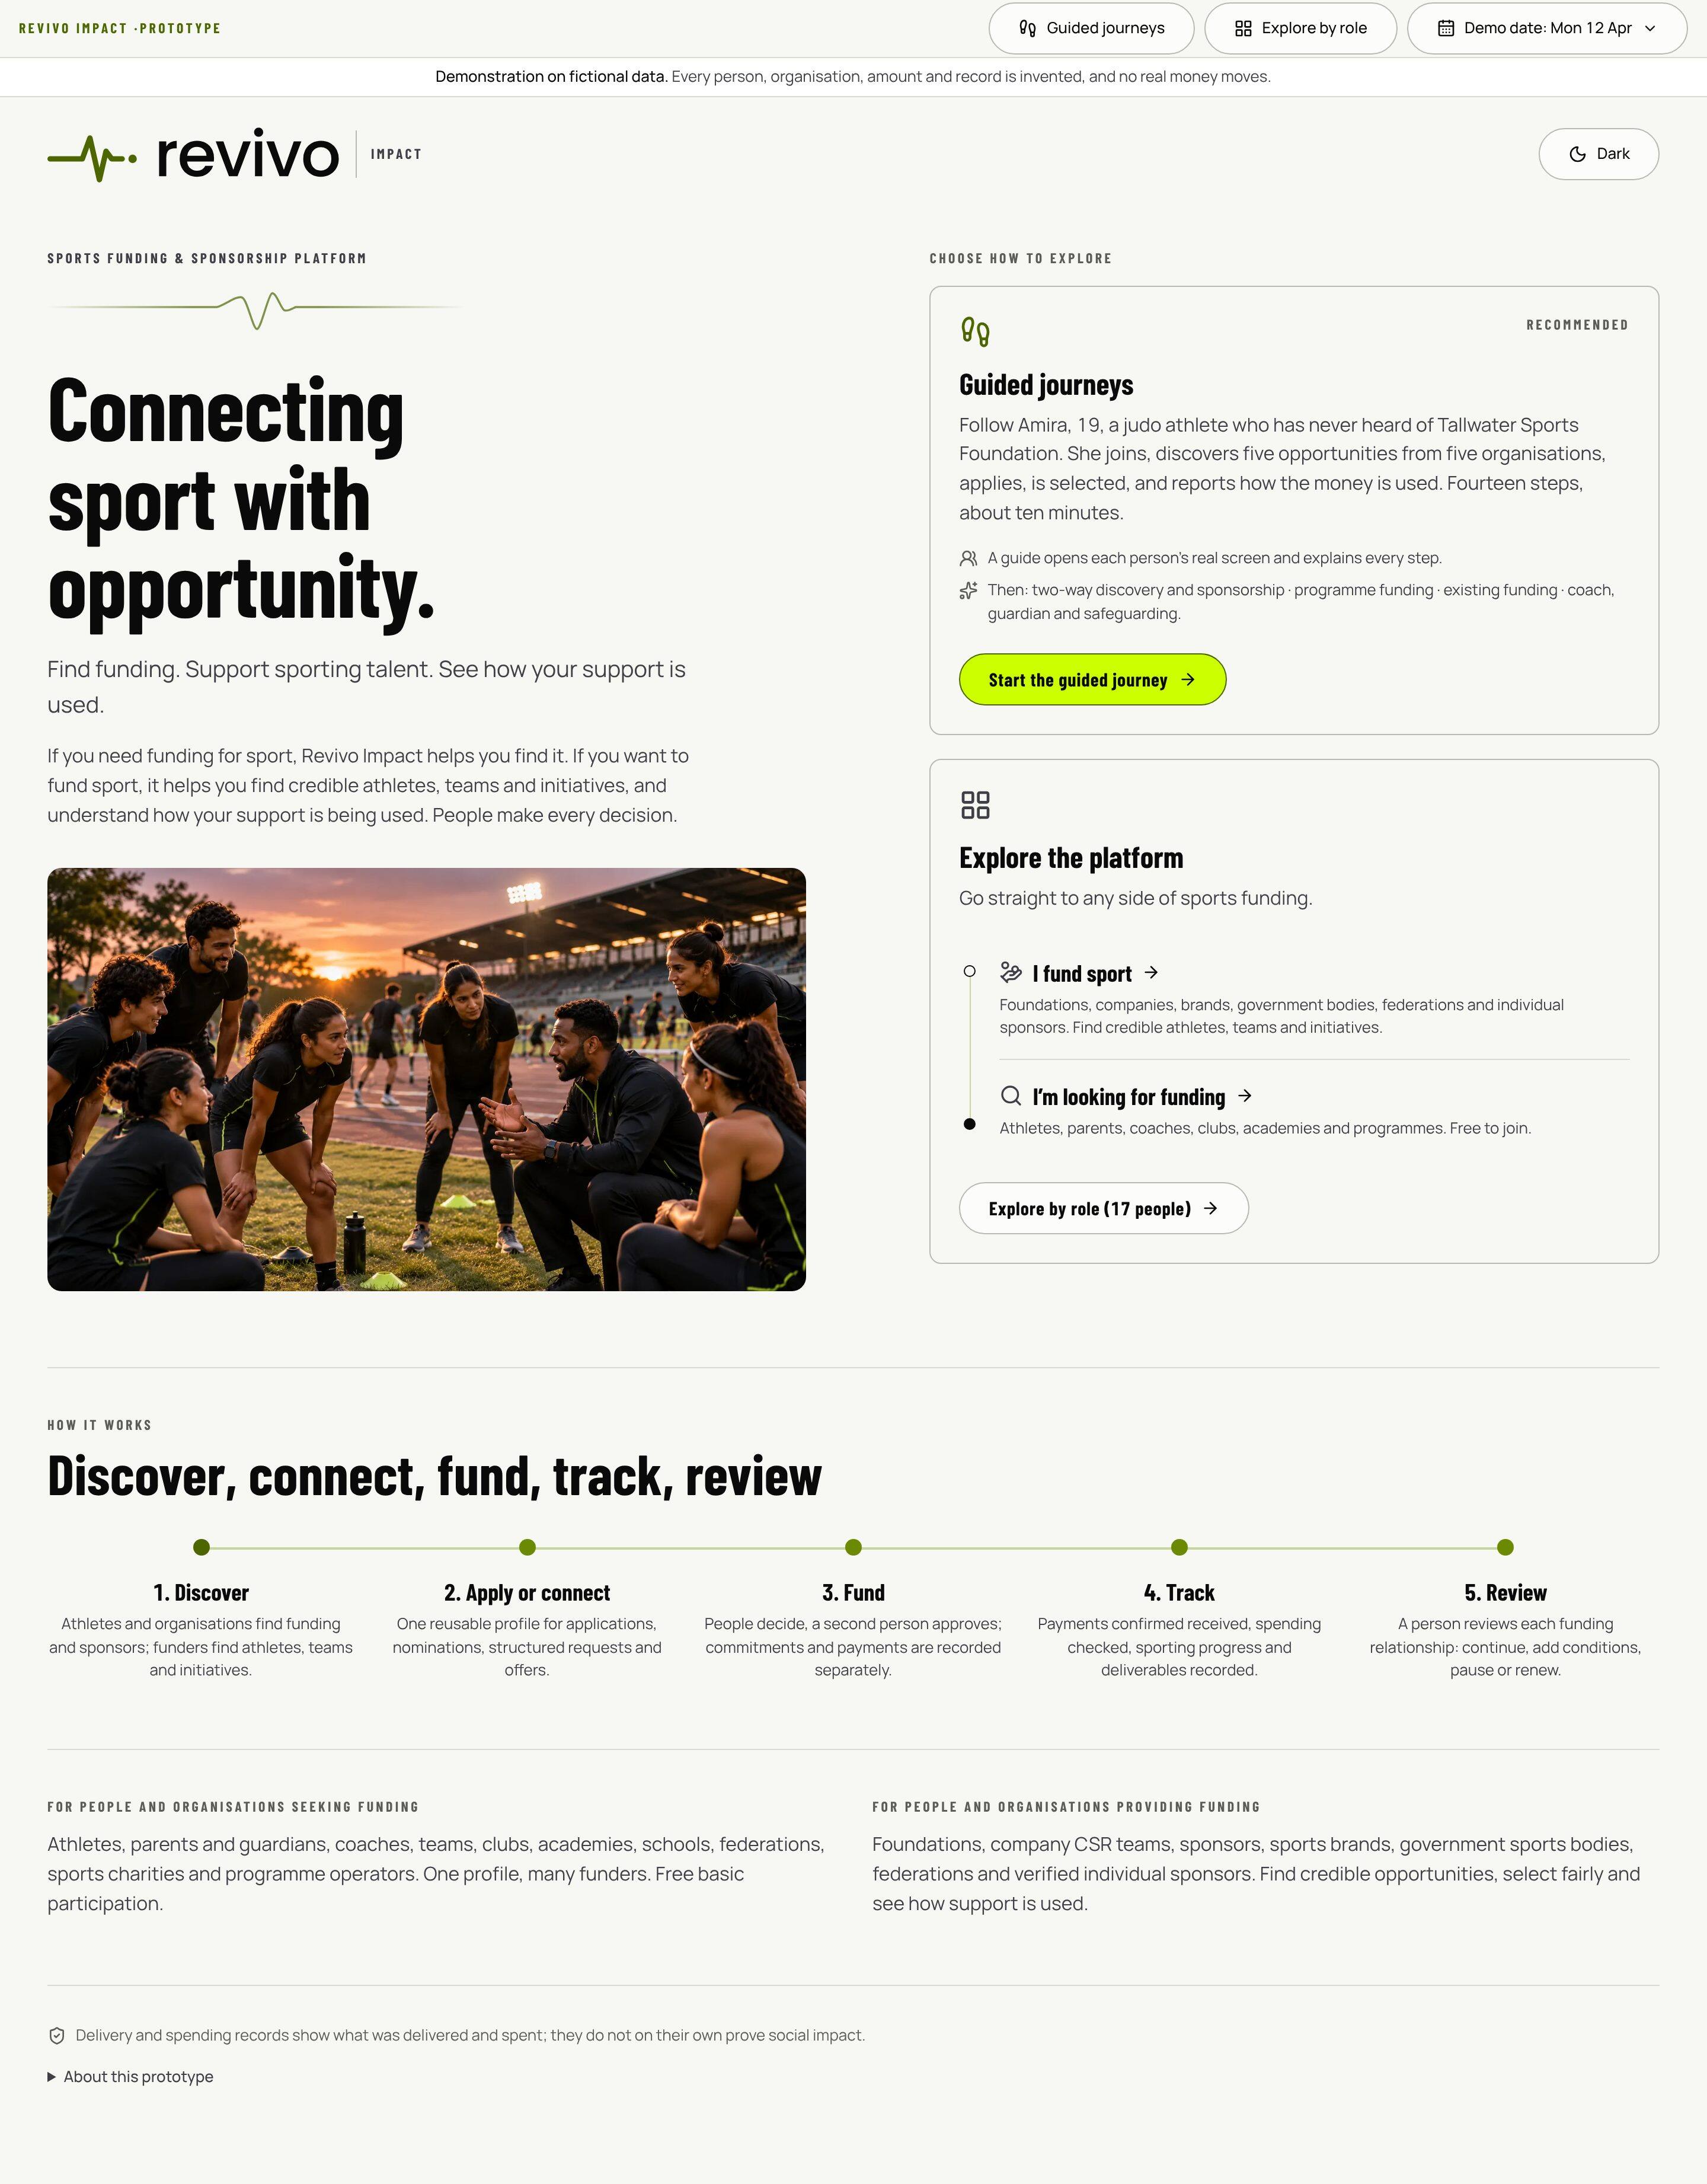 REVIVO IMPACT ·PROTOTYPE
Guided journeys
Explore by role
Demo date: Mon 12 Apr
Demonstration on fictional data. Every person, organisation, amount and record is invented, and no real money moves.
revivo
IMPACT
Dark
SPORTS FUNDING & SPONSORSHIP PLATFORM
Connecting
sport with
opportunity.
Find funding. Support sporting talent. See how your support is
used.
If you need funding for sport, Revivo Impact helps you find it. If you want to
fund sport, it helps you find credible athletes, teams and initiatives, and
understand how your support is being used. People make every decision.
CHOOSE HOW TO EXPLORE
RECOMMENDED
Guided journeys
Follow Amira, 19, a judo athlete who has never heard of Tallwater Sports
Foundation. She joins, discovers five opportunities from five organisations,
applies, is selected, and reports how the money is used. Fourteen steps,
about ten minutes.
A guide opens each person's real screen and explains every step.
Then: two-way discovery and sponsorship · programme funding · existing funding · coach,
guardian and safeguarding.
Start the guided journey
Explore the platform
Go straight to any side of sports funding.
I fund sport
Foundations, companies, brands, government bodies, federations and individual
sponsors. Find credible athletes, teams and initiatives.
I'm looking for funding
Athletes, parents, coaches, clubs, academies and programmes. Free to join.
Explore by role (17 people)
HOW IT WORKS
Discover, connect, fund, track, review
1. Discover
Athletes and organisations find funding
and sponsors; funders find athletes, teams
and initiatives.
2. Apply or connect
One reusable profile for applications,
nominations, structured requests and
offers.
3. Fund
People decide, a second person approves;
commitments and payments are recorded
separately.
4. Track
Payments confirmed received, spending
checked, sporting progress and
deliverables recorded.
5. Review
A person reviews each funding
relationship: continue, add conditions,
pause or renew.
FOR PEOPLE AND ORGANISATIONS SEEKING FUNDING
Athletes, parents and guardians, coaches, teams, clubs, academies, schools, federations,
sports charities and programme operators. One profile, many funders. Free basic
participation.
FOR PEOPLE AND ORGANISATIONS PROVIDING FUNDING
Foundations, company CSR teams, sponsors, sports brands, government sports bodies,
federations and verified individual sponsors. Find credible opportunities, select fairly and
see how support is used.
Delivery and spending records show what was delivered and spent; they do not on their own prove social impact.
About this prototype